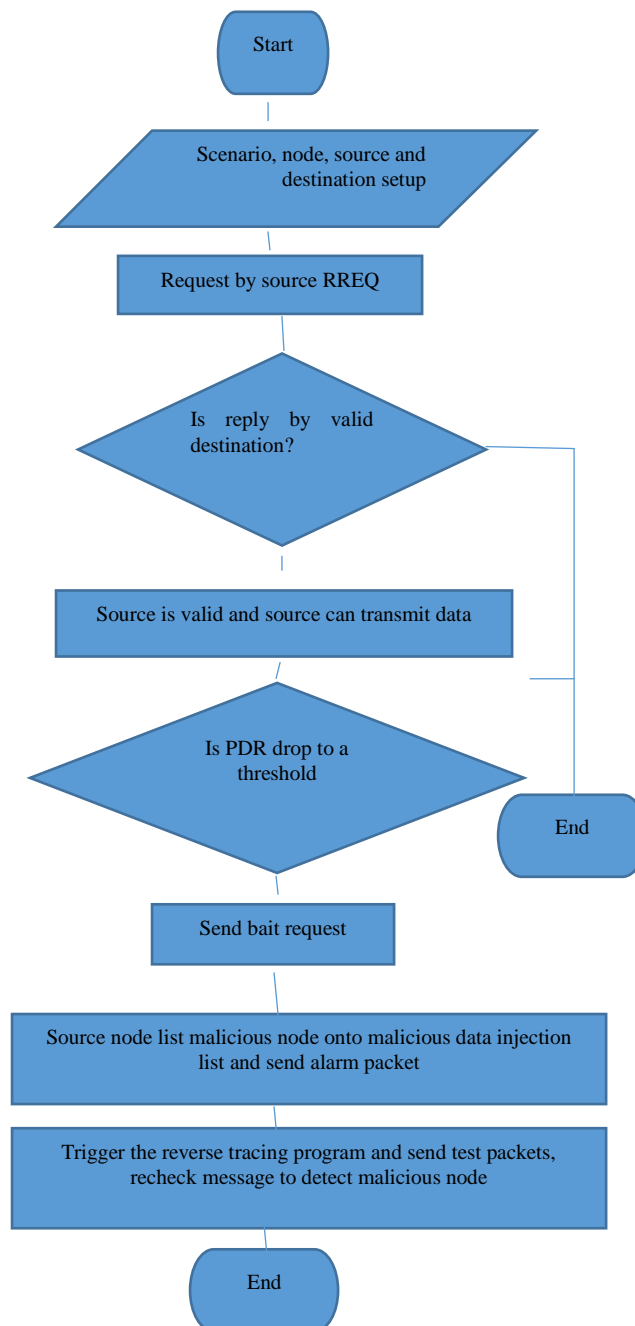 Start
Scenario, node, source and
destination setup
Request by source RREQ
Is reply by valid
destination?
Source is valid and source can transmit data
Is PDR drop to a
threshold
End
Send bait request
Source node list malicious node onto malicious data injection
list and send alarm packet
Trigger the reverse tracing program and send test packets,
recheck message to detect malicious node
End